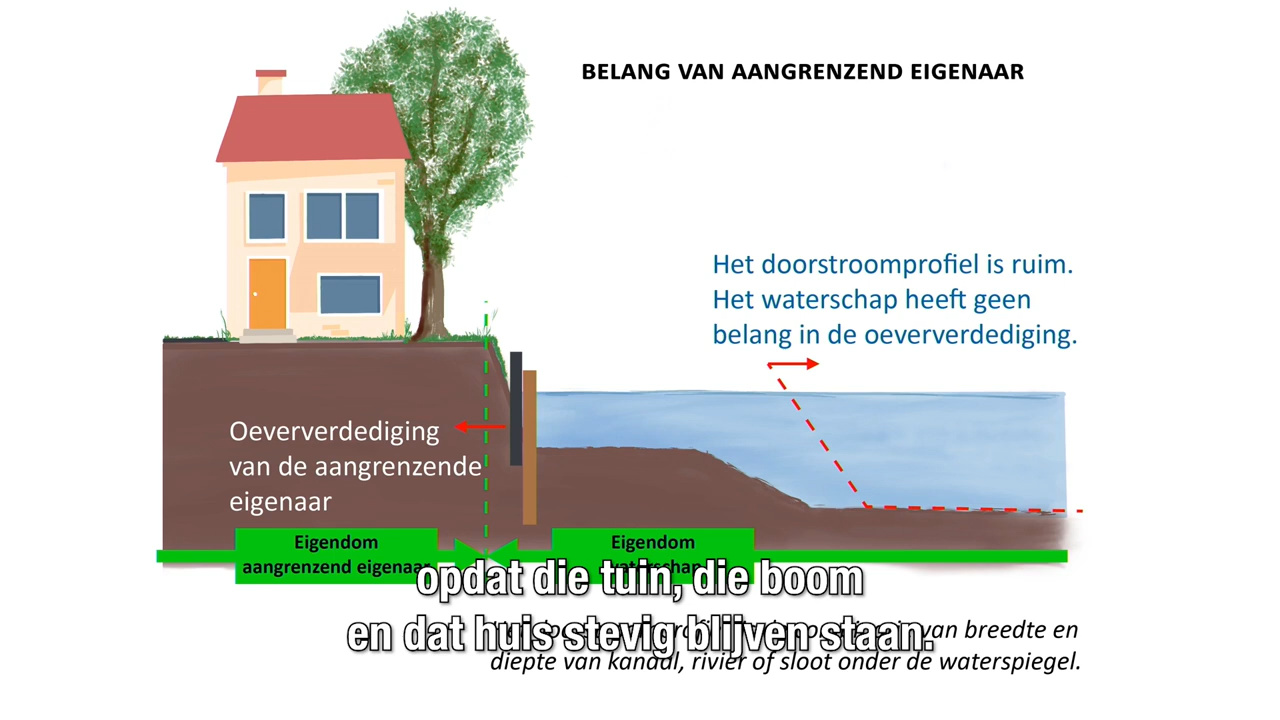 BELANG VAN AANGRENZEND EIGENAAR
Het doorstroomprofiel is ruim.
Het waterschap heeft geen
belang in de oeververdediging.
Oeververdediging
van de aangrenzende
eigenaar
Eigendom
aangrenzend eigenaar
Eigendom
opdat die tuin, die boom
en dat huis stevig blijven staan.
van breedte en
diepte van kanaal, rivier of sloot onder de waterspiegel.